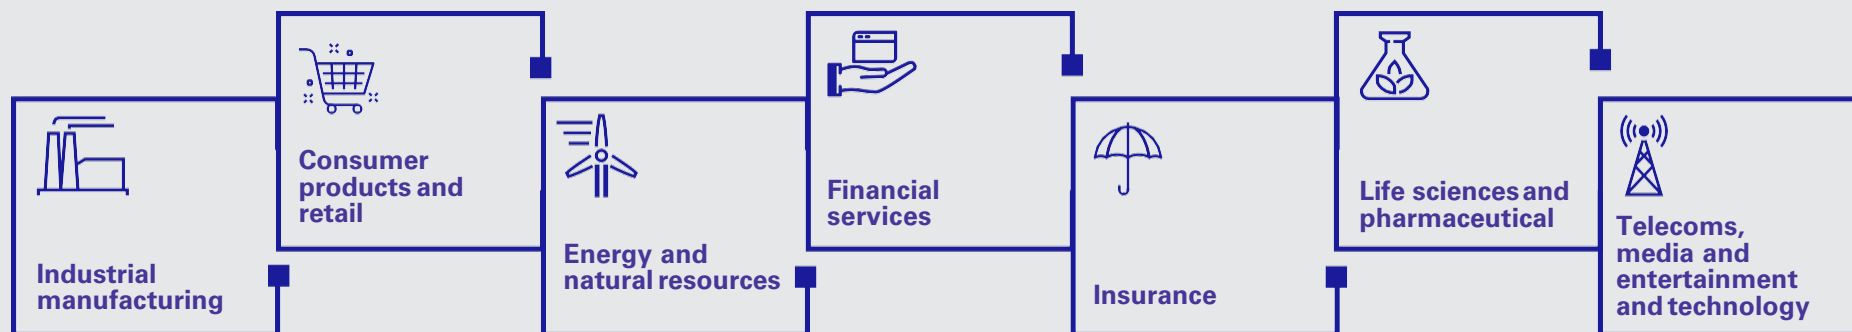 Industrial
manufacturing
Consumer
products and
retail
Energy and
natural resources
Financial
services
Insurance
Life sciences and
pharmaceutical
Telecoms,
media and
entertainment
and technology